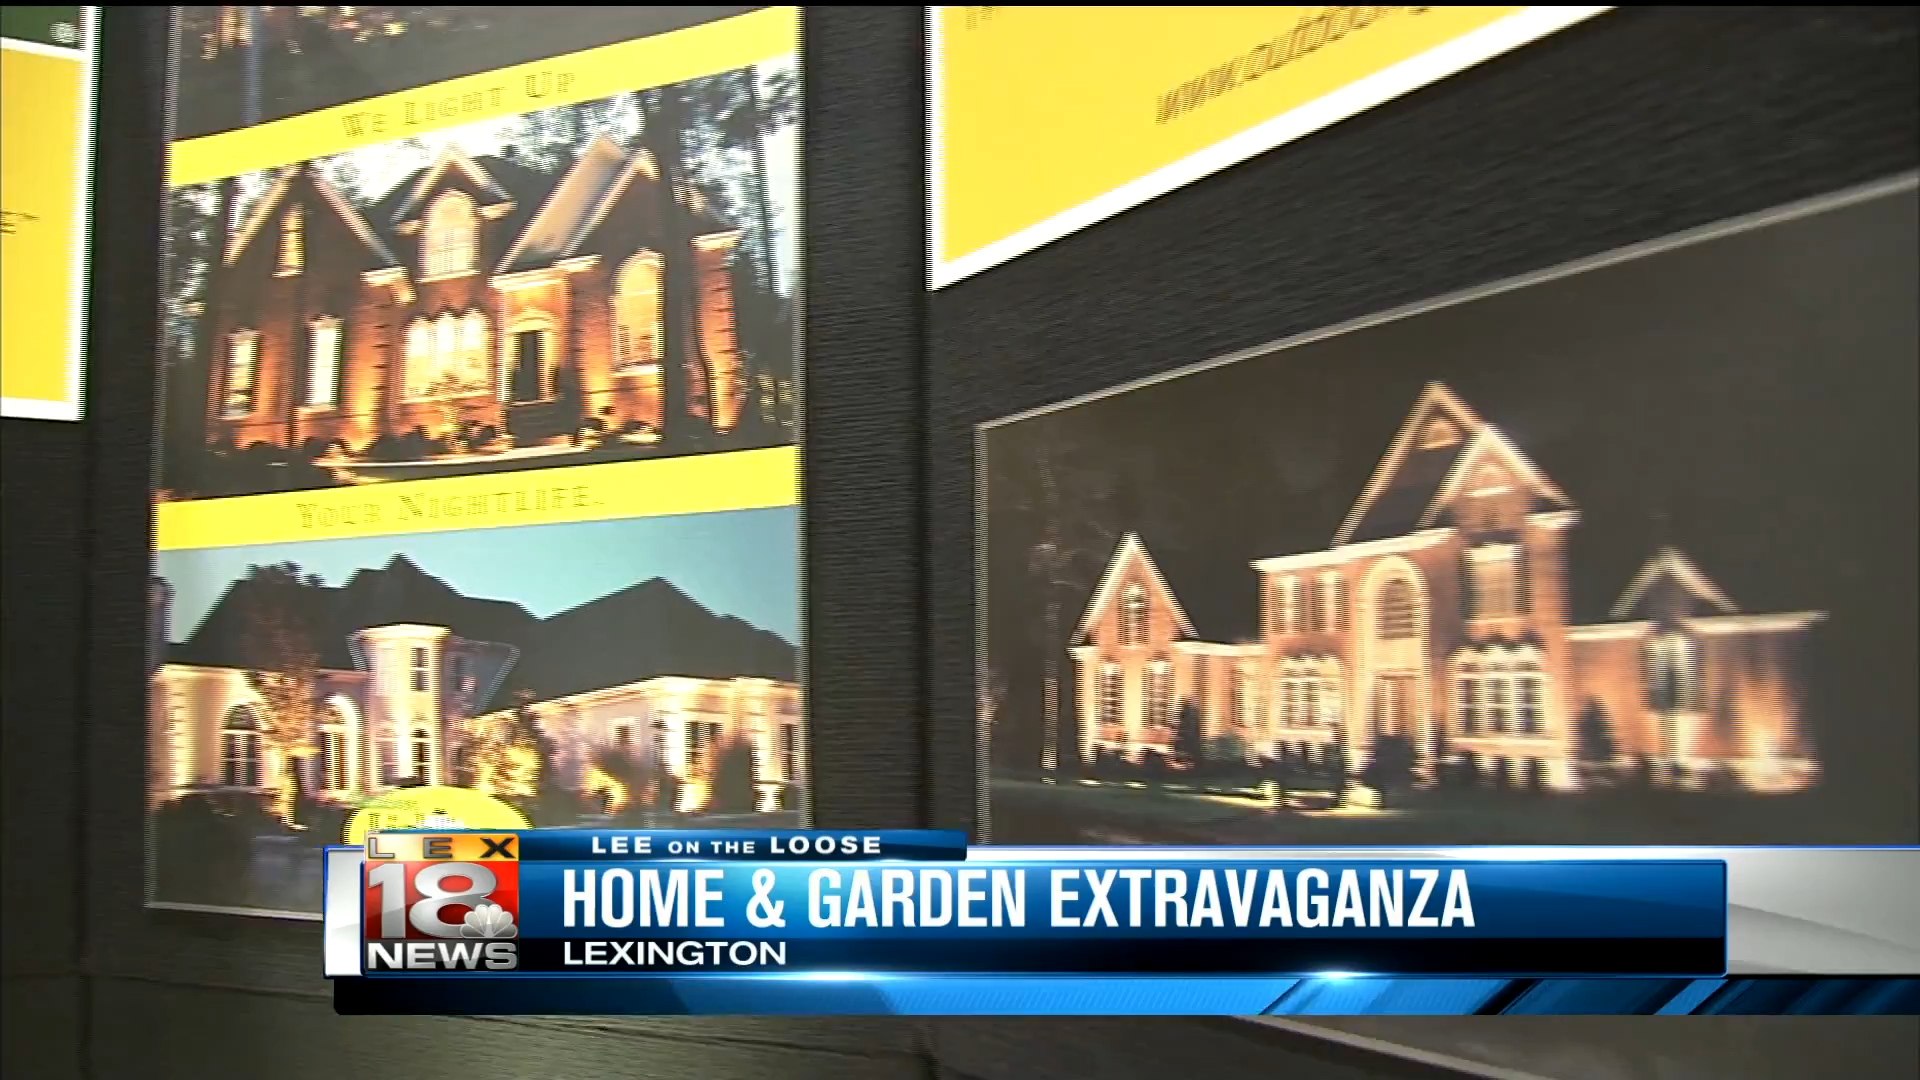 We Light Up
Your Nightlife.
LEX
18
NEWS
LEE ON THE LOOSE
HOME & GARDEN EXTRAVAGANZA
LEXINGTON